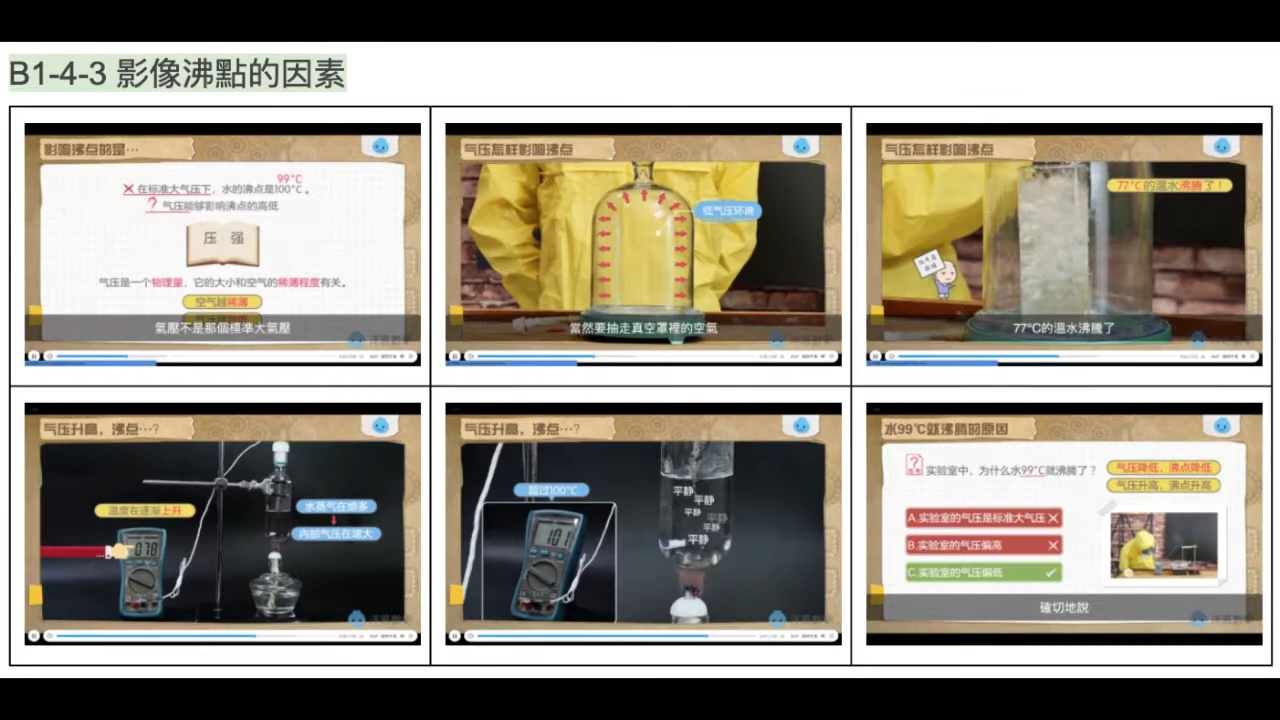 B1-4-3 影像沸點的因素
影响沸点的是…
99°C
在标准大气压下，水的沸点是100°C。
? 气压能够影响沸点的高低
压 强
气压是一个物理量，它的大小和空气的稀薄程度有关。
空气越稀薄
氣壓不是那個標準大氣壓
气压怎样影响沸点
低气压环境
當然要抽走真空罩裡的空氣
气压怎样影响沸点
77°C的温水沸腾了！
77°C的溫水沸騰了
气压升高，沸点…?
温度在逐渐上升
水蒸气在增多
内部气压在增大
078
气压升高，沸点…?
超过100°C
101
平静
平静
平静
平静
平静
平静
水99°C就沸腾的原因
? 实验室中，为什么水99°C就沸腾了？
气压降低，沸点降低
气压升高，沸点升高
A.实验室的气压是标准大气压
B.实验室的气压偏高
C.实验室的气压偏低
確切地說